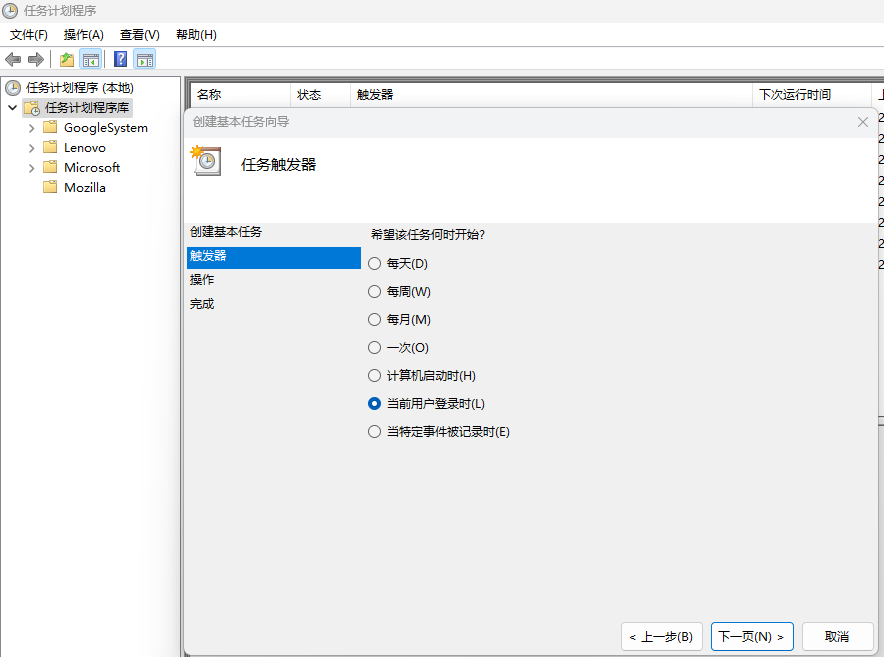 任务计划程序
文件(F) 操作(A) 查看(V) 帮助(H)
任务计划程序 (本地)
任务计划程序库
GoogleSystem
Lenovo
Microsoft
Mozilla
名称 状态 触发器 下次运行时间
创建基本任务向导
任务触发器
创建基本任务
触发器
操作
完成
希望该任务何时开始?
每天(D)
每周(W)
每月(M)
一次(O)
计算机启动时(H)
当前用户登录时(L)
当特定事件被记录时(E)
< 上一步(B) 下一页(N) > 取消